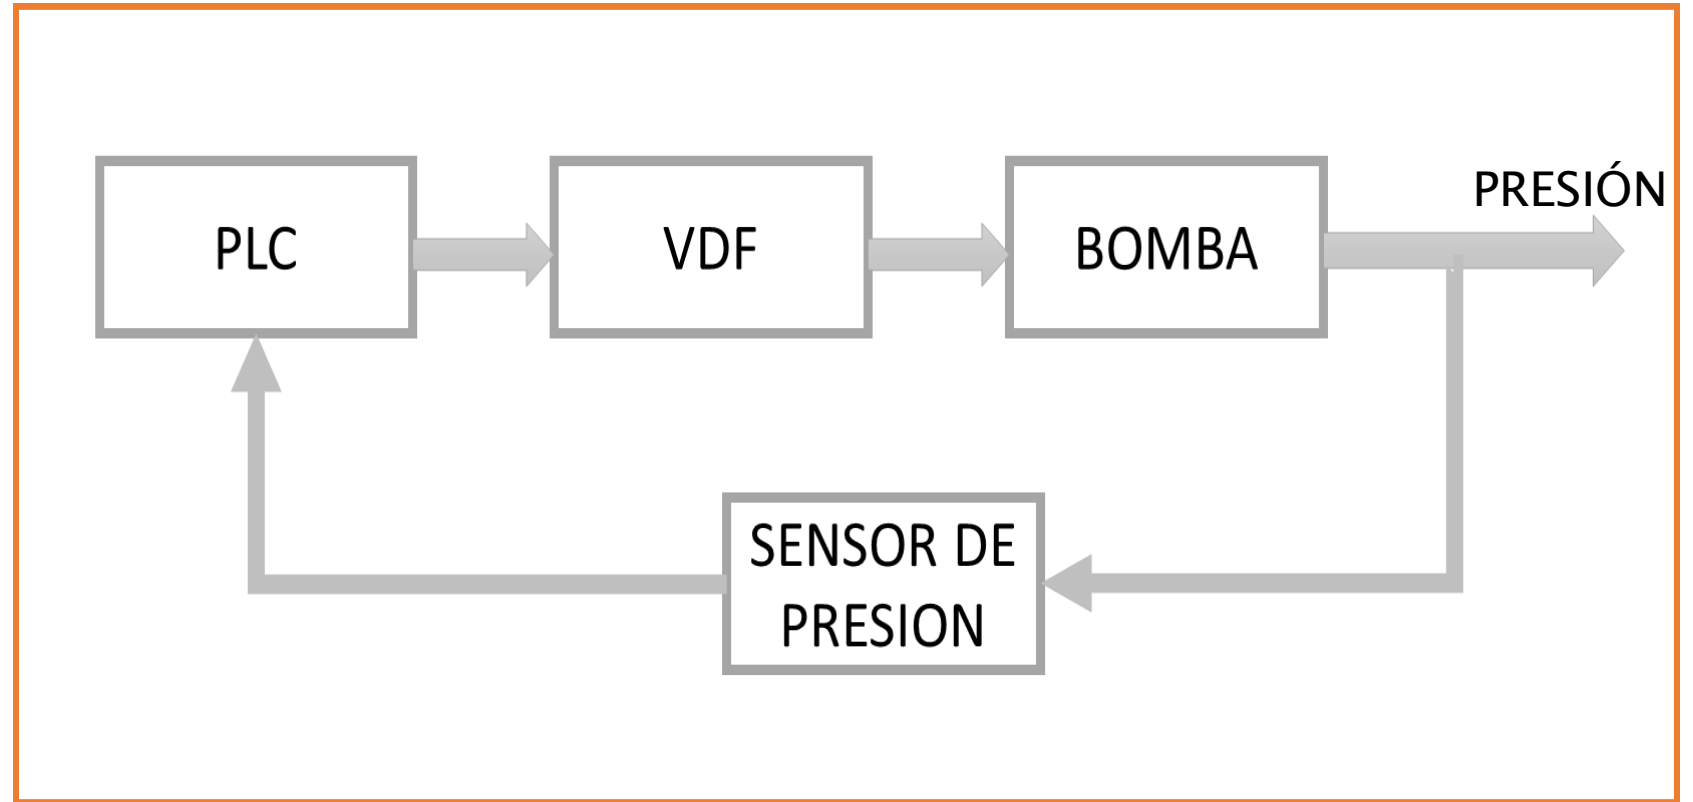 PRESIÓN
PLC
VDF
BOMBA
SENSOR DE
PRESION